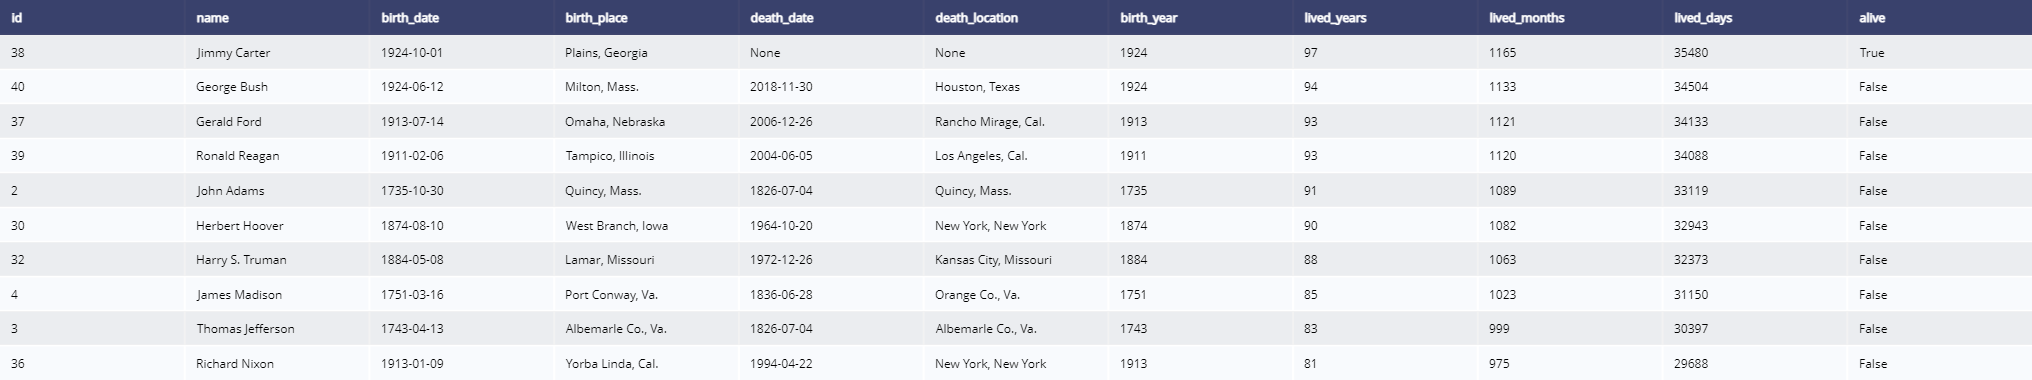 id name birth_date birth_place death_date death_location birth_year lived_years lived_months lived_days alive
38 Jimmy Carter 1924-10-01 Plains, Georgia None None 1924 97 1165 35480 True
40 George Bush 1924-06-12 Milton, Mass. 2018-11-30 Houston, Texas 1924 94 1133 34504 False
37 Gerald Ford 1913-07-14 Omaha, Nebraska 2006-12-26 Rancho Mirage, Cal. 1913 93 1121 34133 False
39 Ronald Reagan 1911-02-06 Tampico, Illinois 2004-06-05 Los Angeles, Cal. 1911 93 1120 34088 False
2 John Adams 1735-10-30 Quincy, Mass. 1826-07-04 Quincy, Mass. 1735 91 1089 33119 False
30 Herbert Hoover 1874-08-10 West Branch, Iowa 1964-10-20 New York, New York 1874 90 1082 32943 False
32 Harry S. Truman 1884-05-08 Lamar, Missouri 1972-12-26 Kansas City, Missouri 1884 88 1063 32373 False
4 James Madison 1751-03-16 Port Conway, Va. 1836-06-28 Orange Co., Va. 1751 85 1023 31150 False
3 Thomas Jefferson 1743-04-13 Albemarle Co., Va. 1826-07-04 Albemarle Co., Va. 1743 83 999 30397 False
36 Richard Nixon 1913-01-09 Yorba Linda, Cal. 1994-04-22 New York, New York 1913 81 975 29688 False